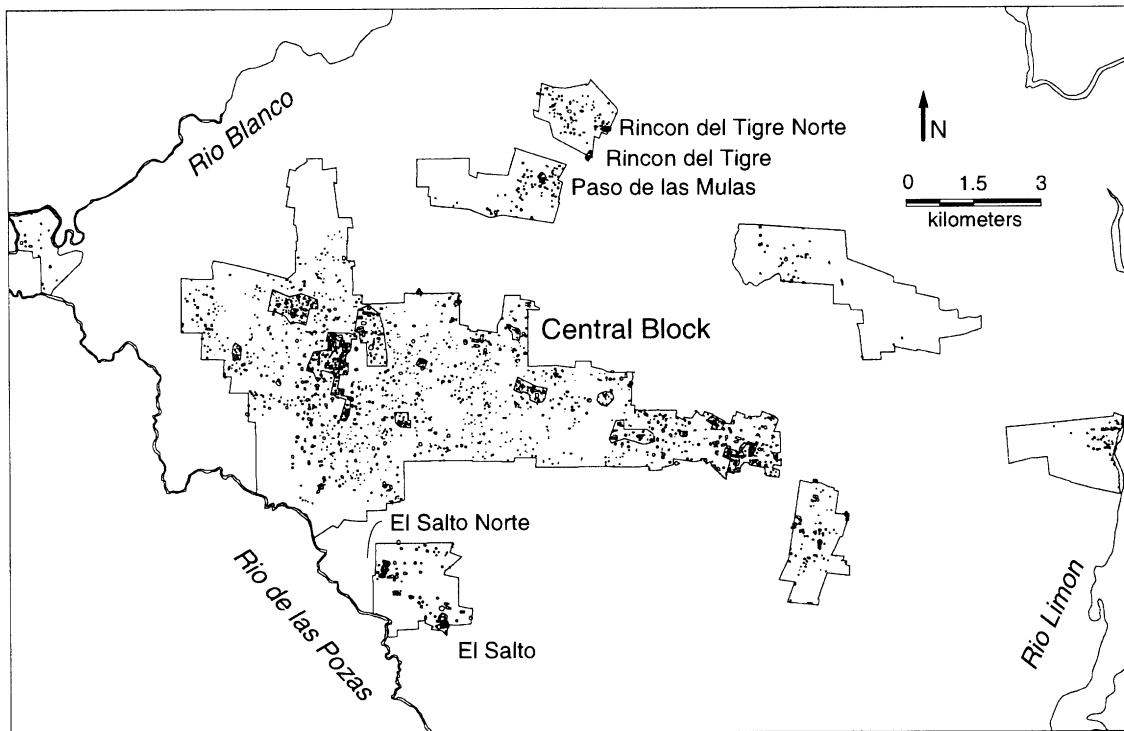 Rio Blanco
Rincon del Tigre Norte
Rincon del Tigre
Paso de las Mulas
N
0 1.5 3
kilometers
Central Block
El Salto Norte
Rio de las Pozas
El Salto
Rio Limon